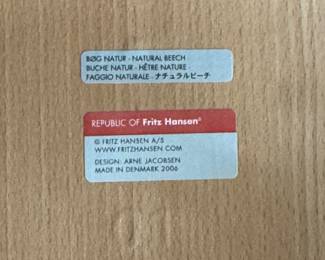 BØG NATUR - NATURAL BEECH
BUCHE NATUR - HÊTRE NATURE -
FAGGIO NATURALE - ナチュラルビーチ
REPUBLIC OF Fritz Hansen®
© FRITZ HANSEN A/S
WWW.FRITZHANSEN.COM
DESIGN: ARNE JACOBSEN
MADE IN DENMARK 2006